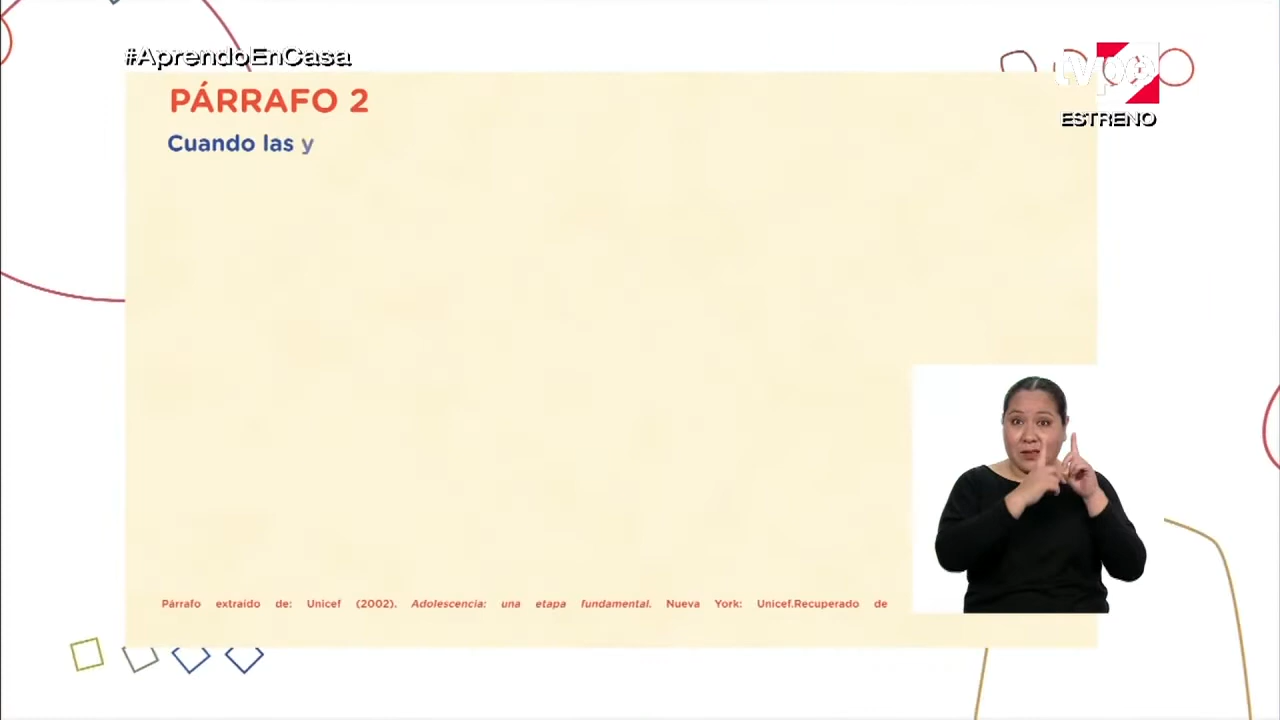 #AprendoEnCasa
tvpe
ESTRENO
PÁRRAFO 2
Cuando las y
Párrafo extraído de: Unicef (2002). Adolescencia: una etapa fundamental. Nueva York: Unicef.Recuperado de